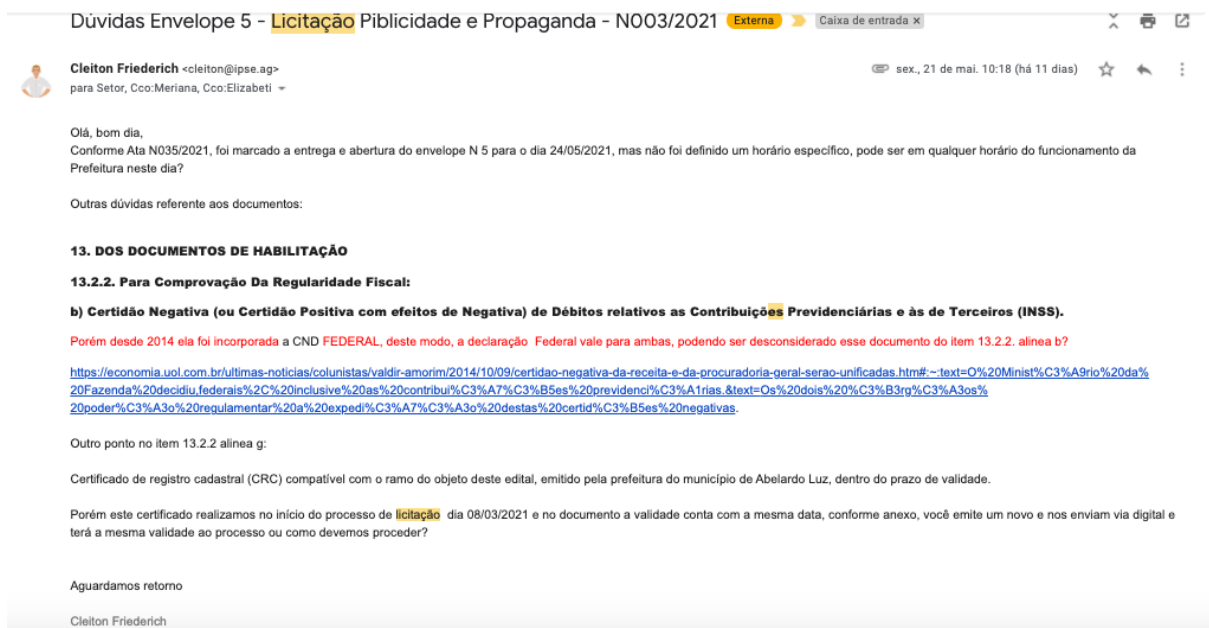 Dúvidas Envelope 5 - Licitação Piblicidade e Propaganda - N003/2021 Externa Caixa de entrada x
Cleiton Friederich <cleiton@ipse.ag> sex., 21 de mai. 10:18 (há 11 dias)
para Setor, Cco:Meriana, Cco:Elizabeti
Olá, bom dia,
Conforme Ata N035/2021, foi marcado a entrega e abertura do envelope N 5 para o dia 24/05/2021, mas não foi definido um horário específico, pode ser em qualquer horário do funcionamento da
Prefeitura neste dia?
Outras dúvidas referente aos documentos:
13. DOS DOCUMENTOS DE HABILITAÇÃO
13.2.2. Para Comprovação Da Regularidade Fiscal:
b) Certidão Negativa (ou Certidão Positiva com efeitos de Negativa) de Débitos relativos as Contribuições Previdenciárias e às de Terceiros (INSS).
Porém desde 2014 ela foi incorporada a CND FEDERAL, deste modo, a declaração Federal vale para ambas, podendo ser desconsiderado esse documento do item 13.2.2. alinea b?
https://economia.uol.com.br/ultimas-noticias/colunistas/valdir-amorim/2014/10/09/certidao-negativa-da-receita-e-da-procuradoria-geral-serao-unificadas.htm#:~:text=O%20Minist%C3%A9rio%20da%
20Fazenda%20decidiu,federais%2C%20inclusive%20as%20contribui%C3%A7%C3%B5es%20previdenci%C3%A1rias.&text=Os%20dois%20%C3%B3rg%C3%A3os%
20poder%C3%A3o%20regulamentar%20a%20expedi%C3%A7%C3%A3o%20destas%20certid%C3%B5es%20negativas.
Outro ponto no item 13.2.2 alinea g:
Certificado de registro cadastral (CRC) compatível com o ramo do objeto deste edital, emitido pela prefeitura do município de Abelardo Luz, dentro do prazo de validade.
Porém este certificado realizamos no início do processo de licitação dia 08/03/2021 e no documento a validade conta com a mesma data, conforme anexo, você emite um novo e nos enviam via digital e
terá a mesma validade ao processo ou como devemos proceder?
Aguardamos retorno
Cleiton Friederich